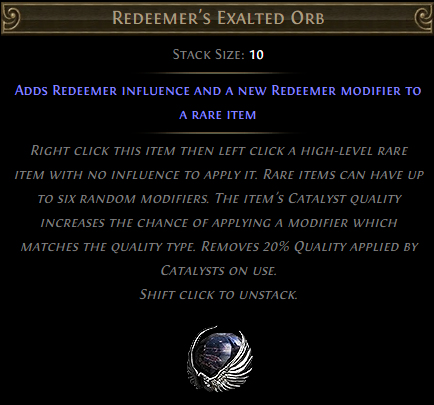 Redeemer's Exalted Orb
Stack Size: 10
Adds Redeemer influence and a new Redeemer modifier to
a rare item
Right click this item then left click a high-level rare
item with no influence to apply it. Rare items can have up
to six random modifiers. The item's Catalyst quality
increases the chance of applying a modifier which
matches the quality type. Removes 20% Quality applied by
Catalysts on use.
Shift click to unstack.